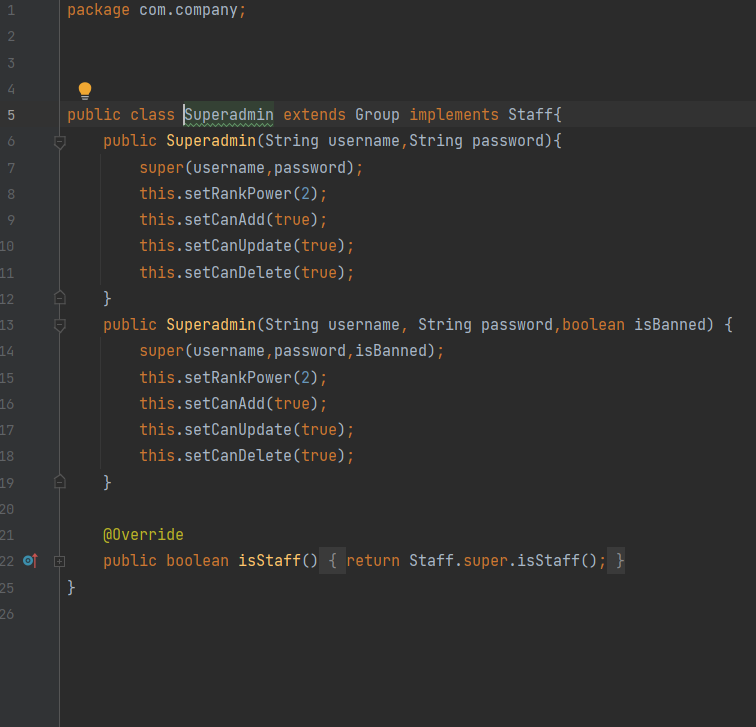 1 package com.company;
2
3
4
5 public class Superadmin extends Group implements Staff{
6     public Superadmin(String username,String password){
7         super(username,password);
8         this.setRankPower(2);
9         this.setCanAdd(true);
10         this.setCanUpdate(true);
11         this.setCanDelete(true);
12     }
13     public Superadmin(String username, String password,boolean isBanned) {
14         super(username,password,isBanned);
15         this.setRankPower(2);
16         this.setCanAdd(true);
17         this.setCanUpdate(true);
18         this.setCanDelete(true);
19     }
20
21     @Override
22     public boolean isStaff() { return Staff.super.isStaff(); }
25 }
26